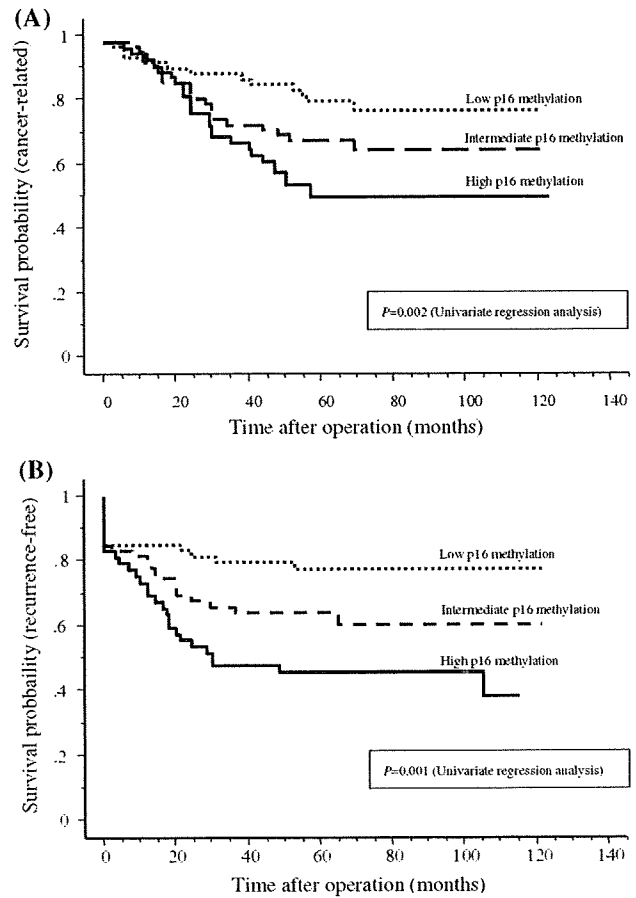 (A)
Survival probability (cancer-related)
1
.8
.6
.4
.2
0
Low p16 methylation
Intermediate p16 methylation
High p16 methylation
P=0.002 (Univariate regression analysis)
0 20 40 60 80 100 120 140
Time after operation (months)
(B)
Survival probbaility (recurrence-free)
1
.8
.6
.4
.2
0
Low p16 methylation
Intermediate p16 methylation
High p16 methylation
P=0.001 (Univariate regression analysis)
0 20 40 60 80 100 120 140
Time after operation (months)